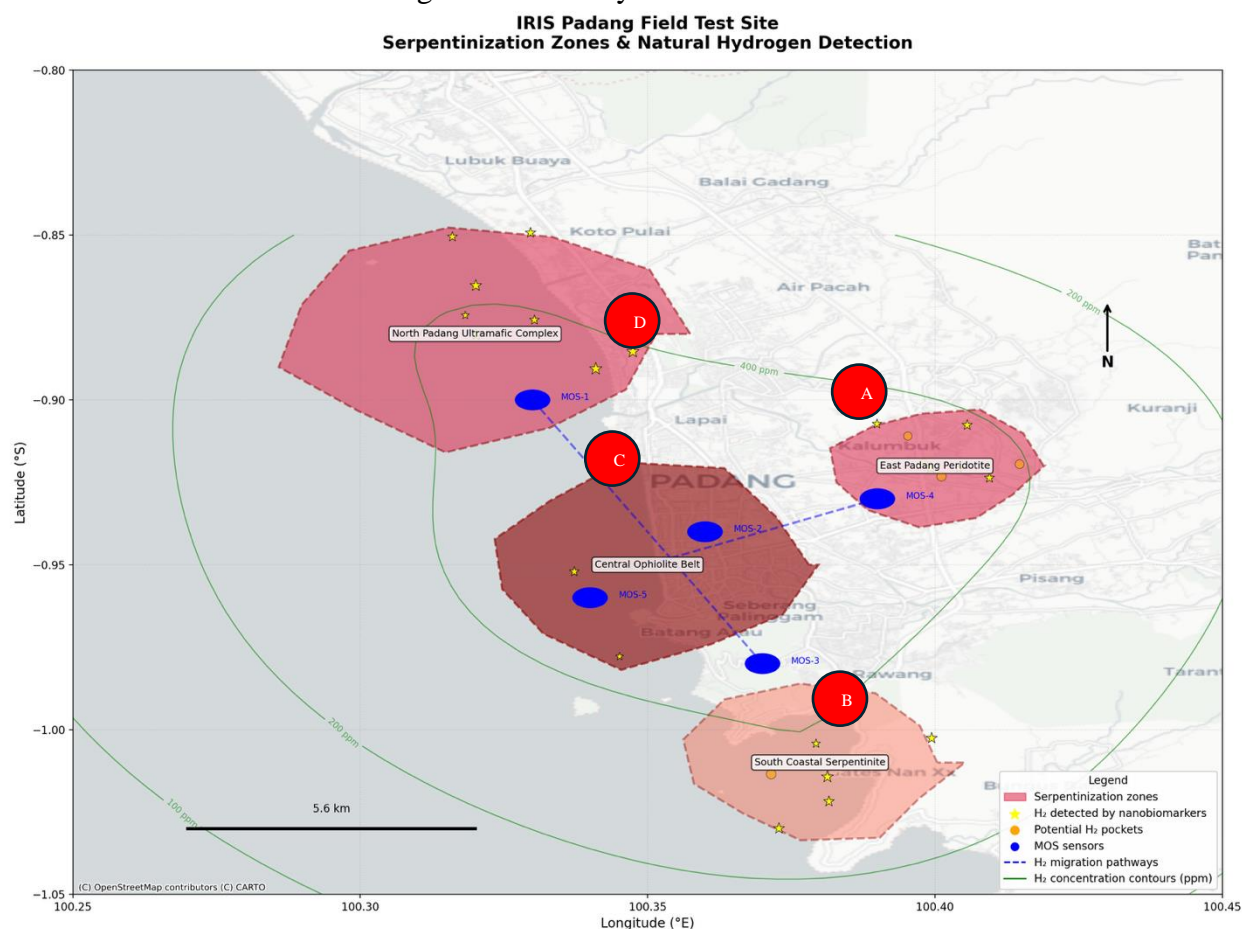 IRIS Padang Field Test Site
Serpentinization Zones & Natural Hydrogen Detection
−0.80
−0.85
−0.90
−0.95
−1.00
−1.05
Latitude (°S)
100.25
100.30
100.35
100.40
100.45
Longitude (°E)
Lubuk Buaya
Balai Gadang
Koto Pulai
Air Pacah
200 ppm
N
D
North Padang Ultramafic Complex
400 ppm
A
MOS-1
Lapai
Kuranji
Kalumbuk
C
East Padang Peridotite
PADANG
MOS-4
MOS-2
Central Ophiolite Belt
Pisang
MOS-5
Seberang
Palinggam
Batang Arau
MOS-3
Rawang
B
200 ppm
South Coastal Serpentinite
100 ppm
5.6 km
Legend
Serpentinization zones
H₂ detected by nanobiomarkers
Potential H₂ pockets
MOS sensors
H₂ migration pathways
H₂ concentration contours (ppm)
(C) OpenStreetMap contributors (C) CARTO